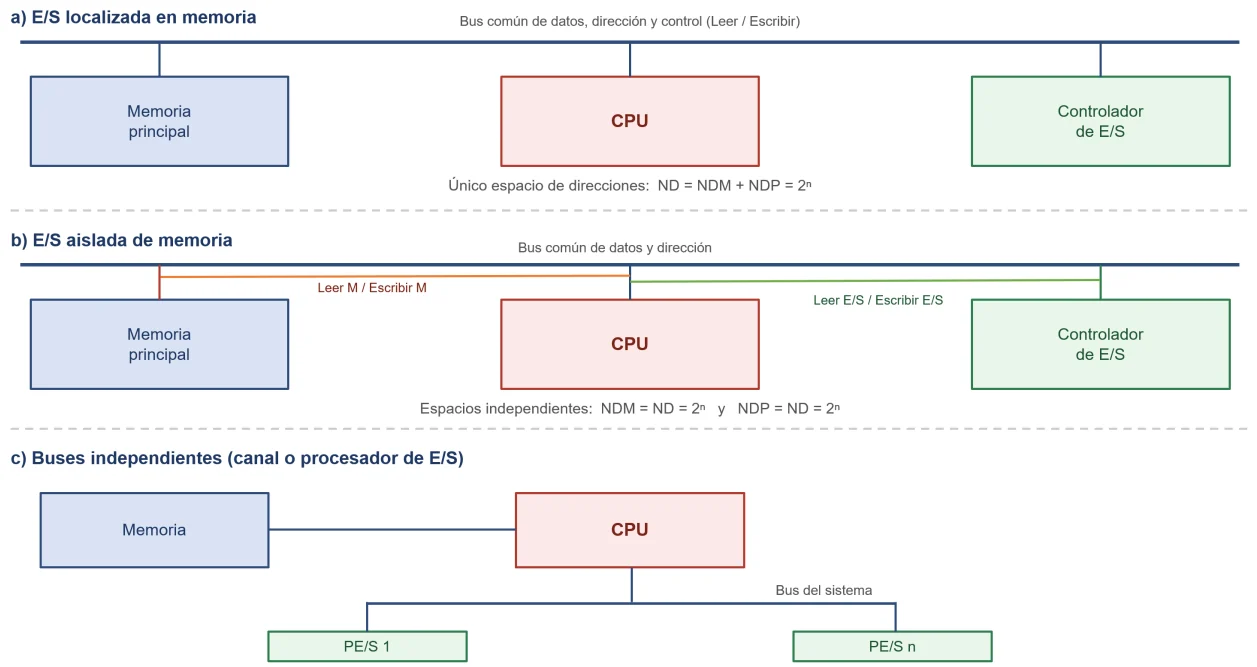 a) E/S localizada en memoria
Bus común de datos, dirección y control (Leer / Escribir)
Memoria
principal
CPU
Controlador
de E/S
Único espacio de direcciones: ND = NDM + NDP = 2ⁿ
b) E/S aislada de memoria
Bus común de datos y dirección
Leer M / Escribir M
Leer E/S / Escribir E/S
Memoria
principal
CPU
Controlador
de E/S
Espacios independientes: NDM = ND = 2ⁿ y NDP = ND = 2ⁿ
c) Buses independientes (canal o procesador de E/S)
Memoria
CPU
Bus del sistema
PE/S 1
PE/S n